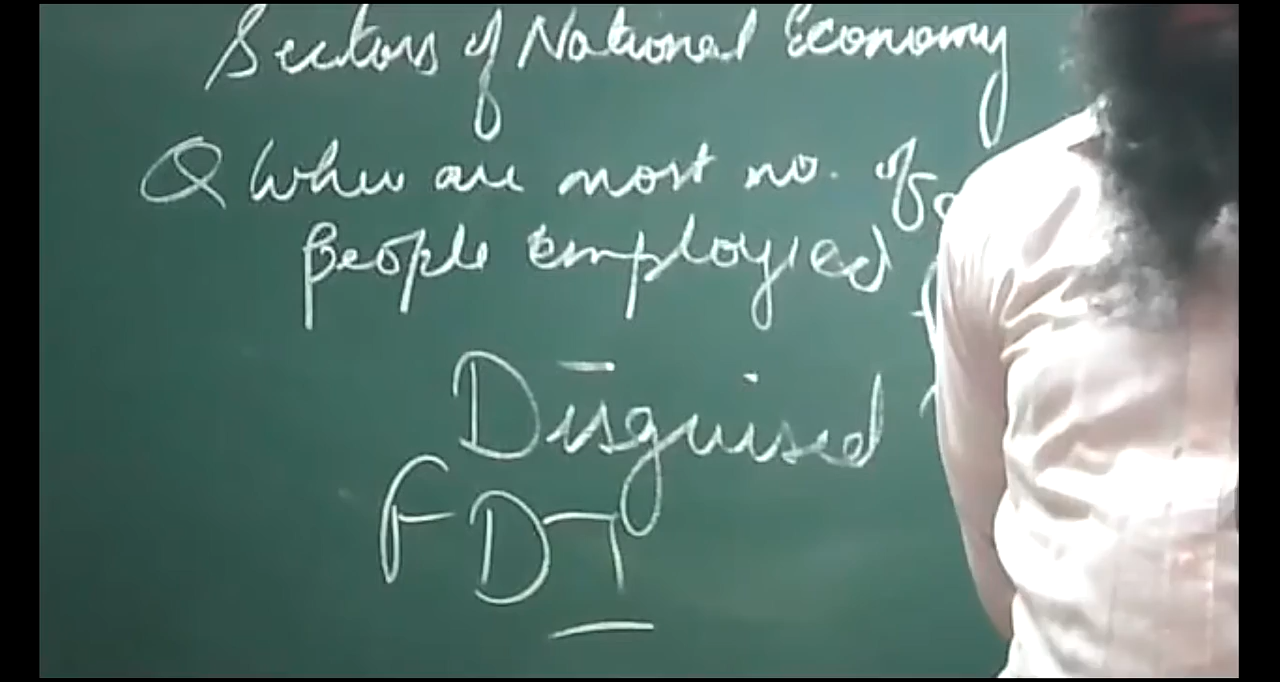 Sectors of National Economy
Q Where are most no. of
people employed
Disguised
FDI